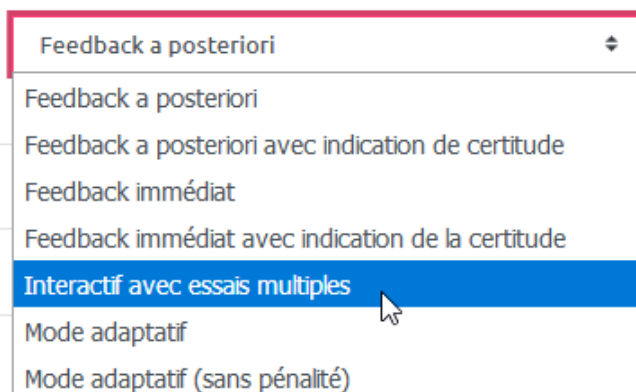 Feedback a posteriori
Feedback a posteriori
Feedback a posteriori avec indication de certitude
Feedback immédiat
Feedback immédiat avec indication de la certitude
Interactif avec essais multiples
Mode adaptatif
Mode adaptatif (sans pénalité)